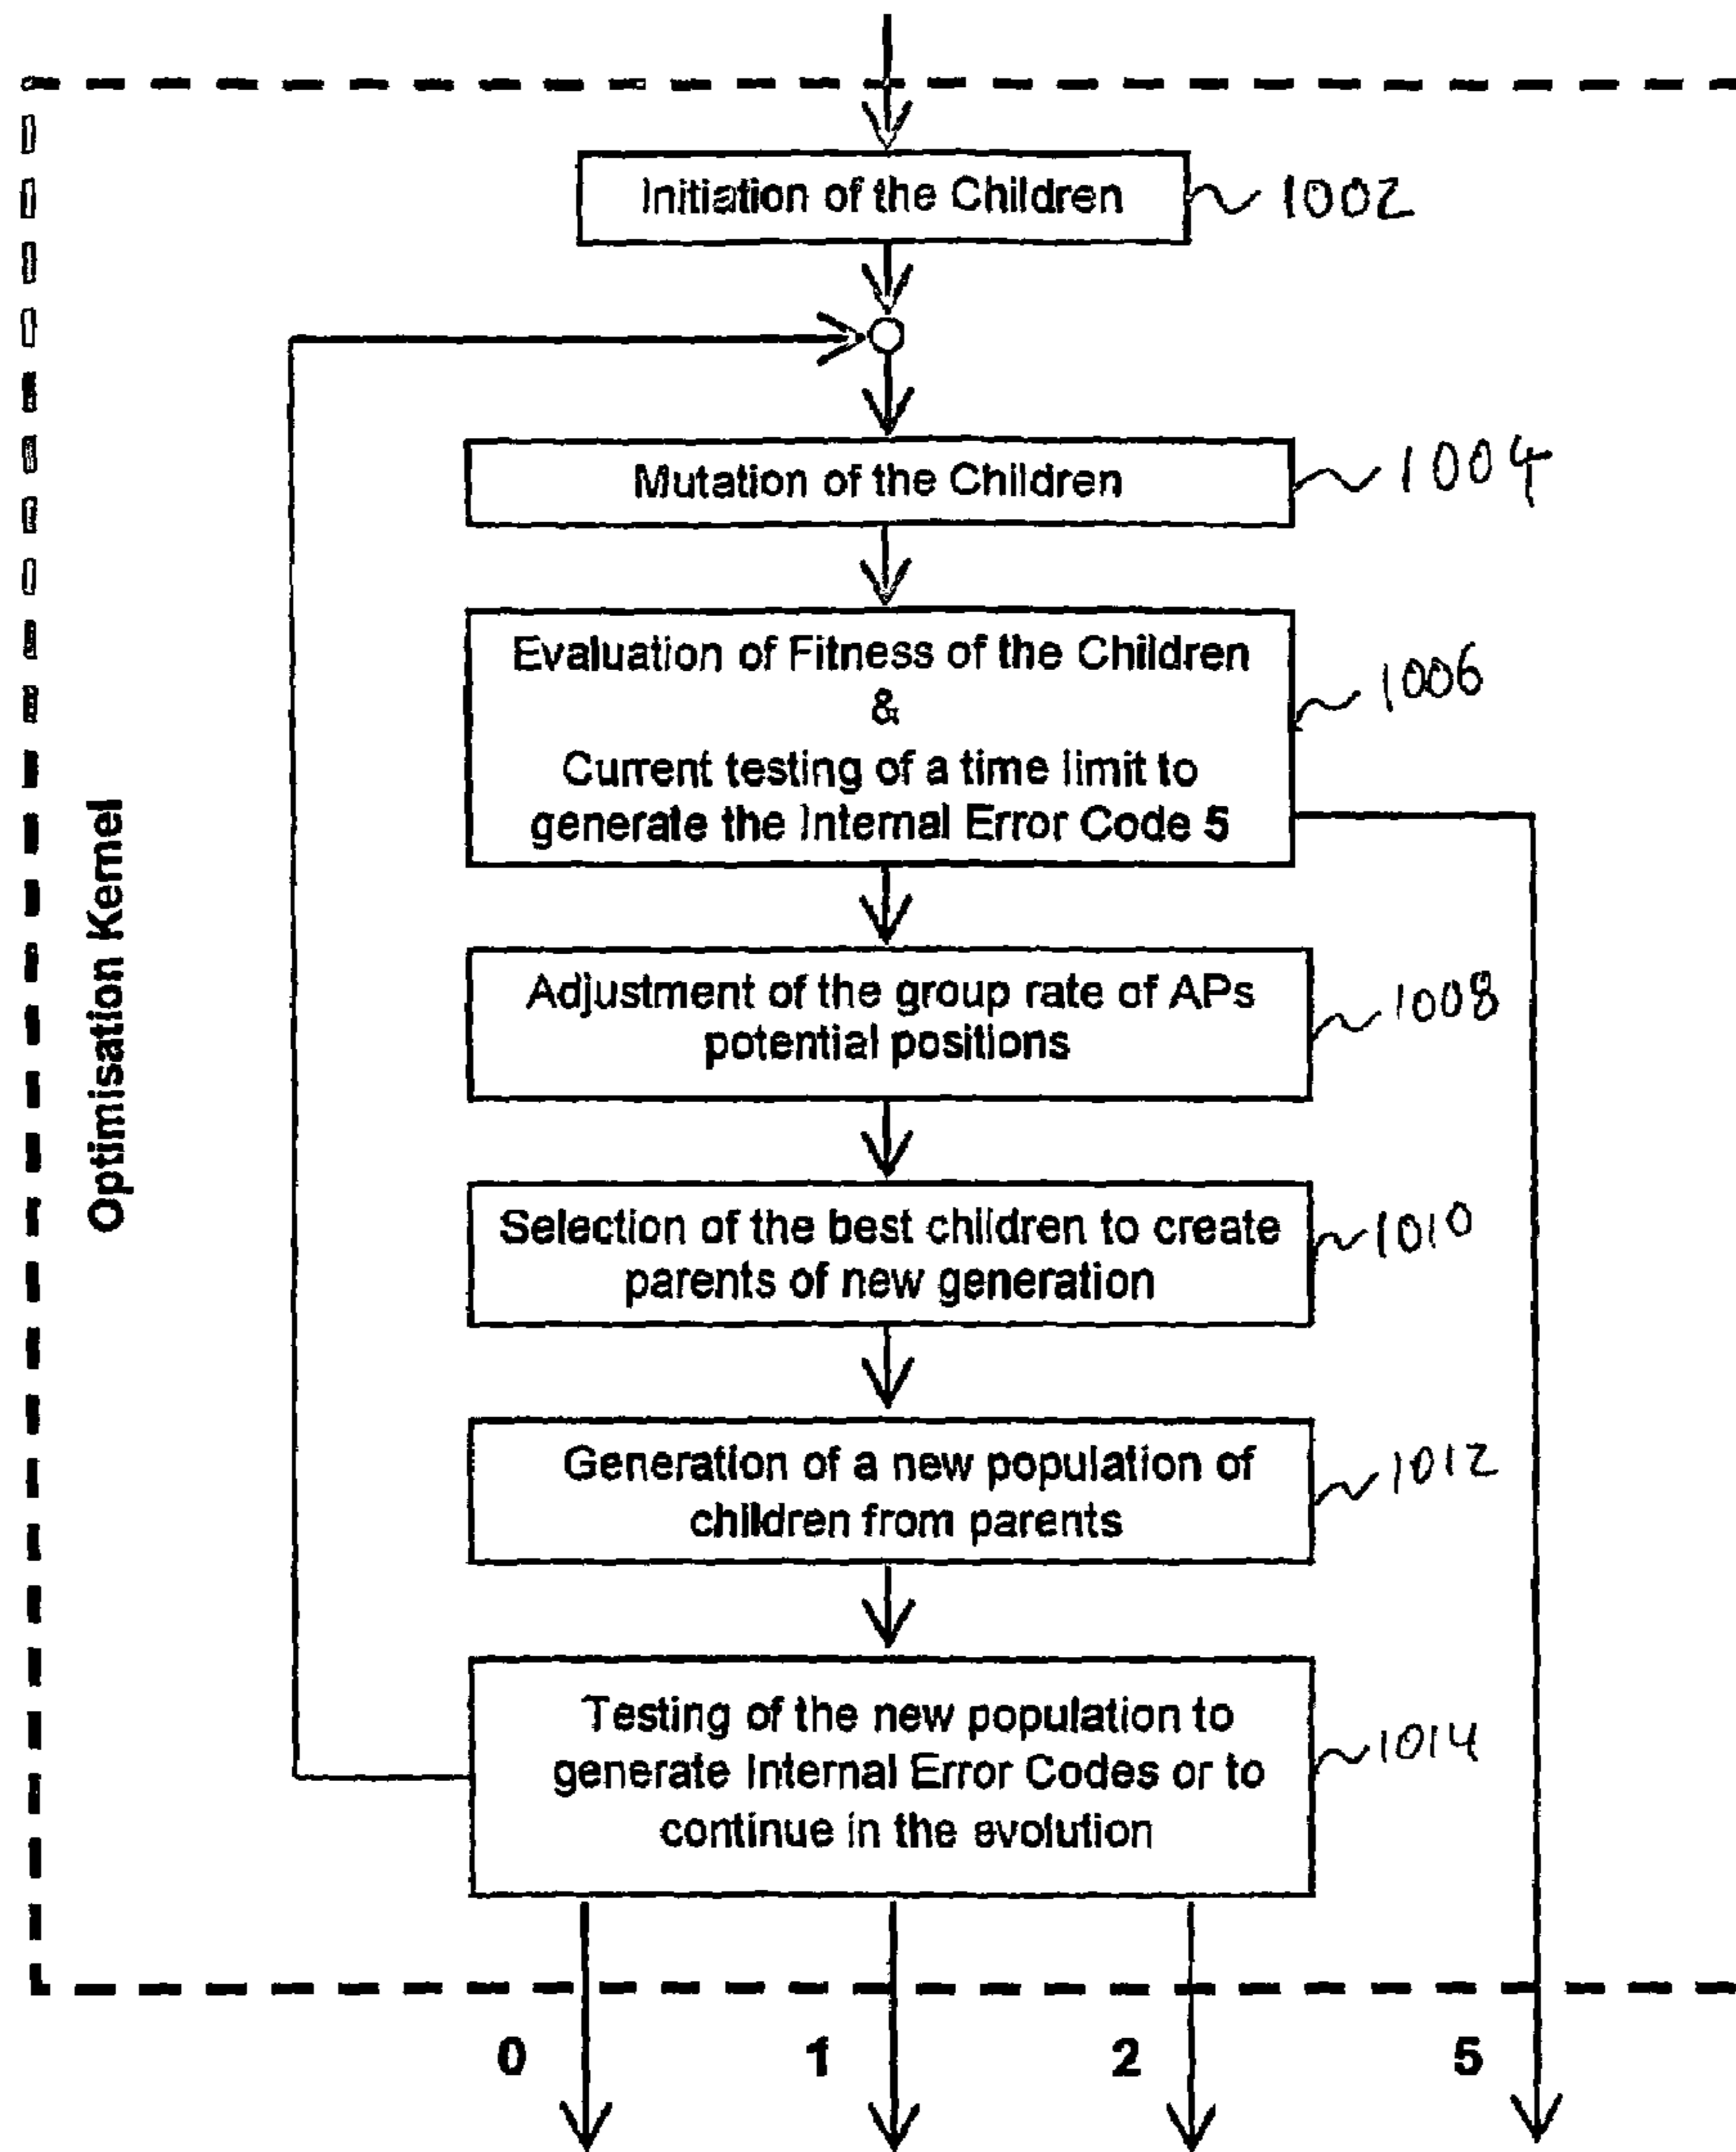 Initiation of the Children
1002
Mutation of the Children
1004
Evaluation of Fitness of the Children
&
Current testing of a time limit to
generate the Internal Error Code 5
1006
Adjustment of the group rate of APs
potential positions
1008
Selection of the best children to create
parents of new generation
1010
Generation of a new population of
children from parents
1012
Testing of the new population to
generate Internal Error Codes or to
continue in the evolution
1014
Optimisation Kernel
0
1
2
5